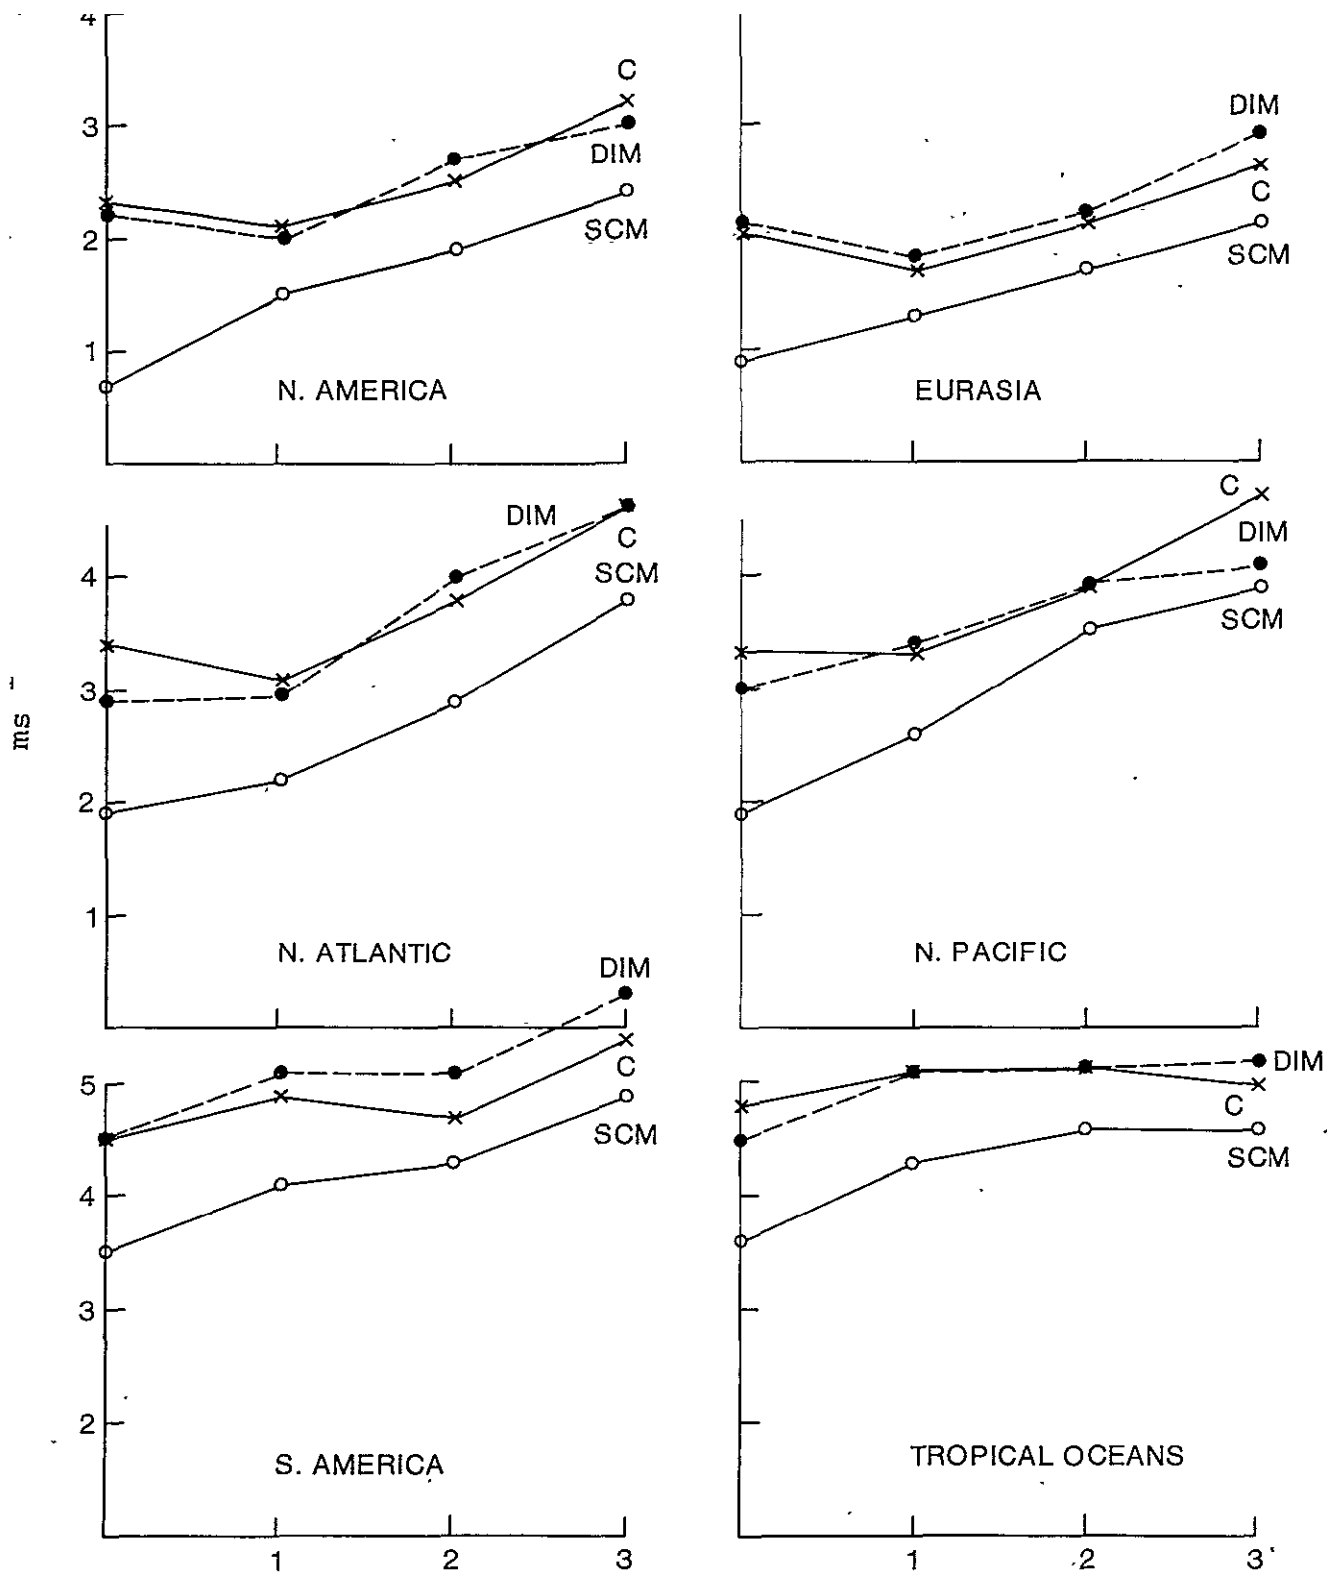 4
3
2
1
C
DIM
SCM
N. AMERICA
DIM
C
SCM
EURASIA
ms -
4
3
2
1
DIM
C
SCM
N. ATLANTIC
C
DIM
SCM
N. PACIFIC
5
4
3
2
DIM
C
SCM
S. AMERICA
1 2 3
DIM
C
SCM
TROPICAL OCEANS
1 2 3